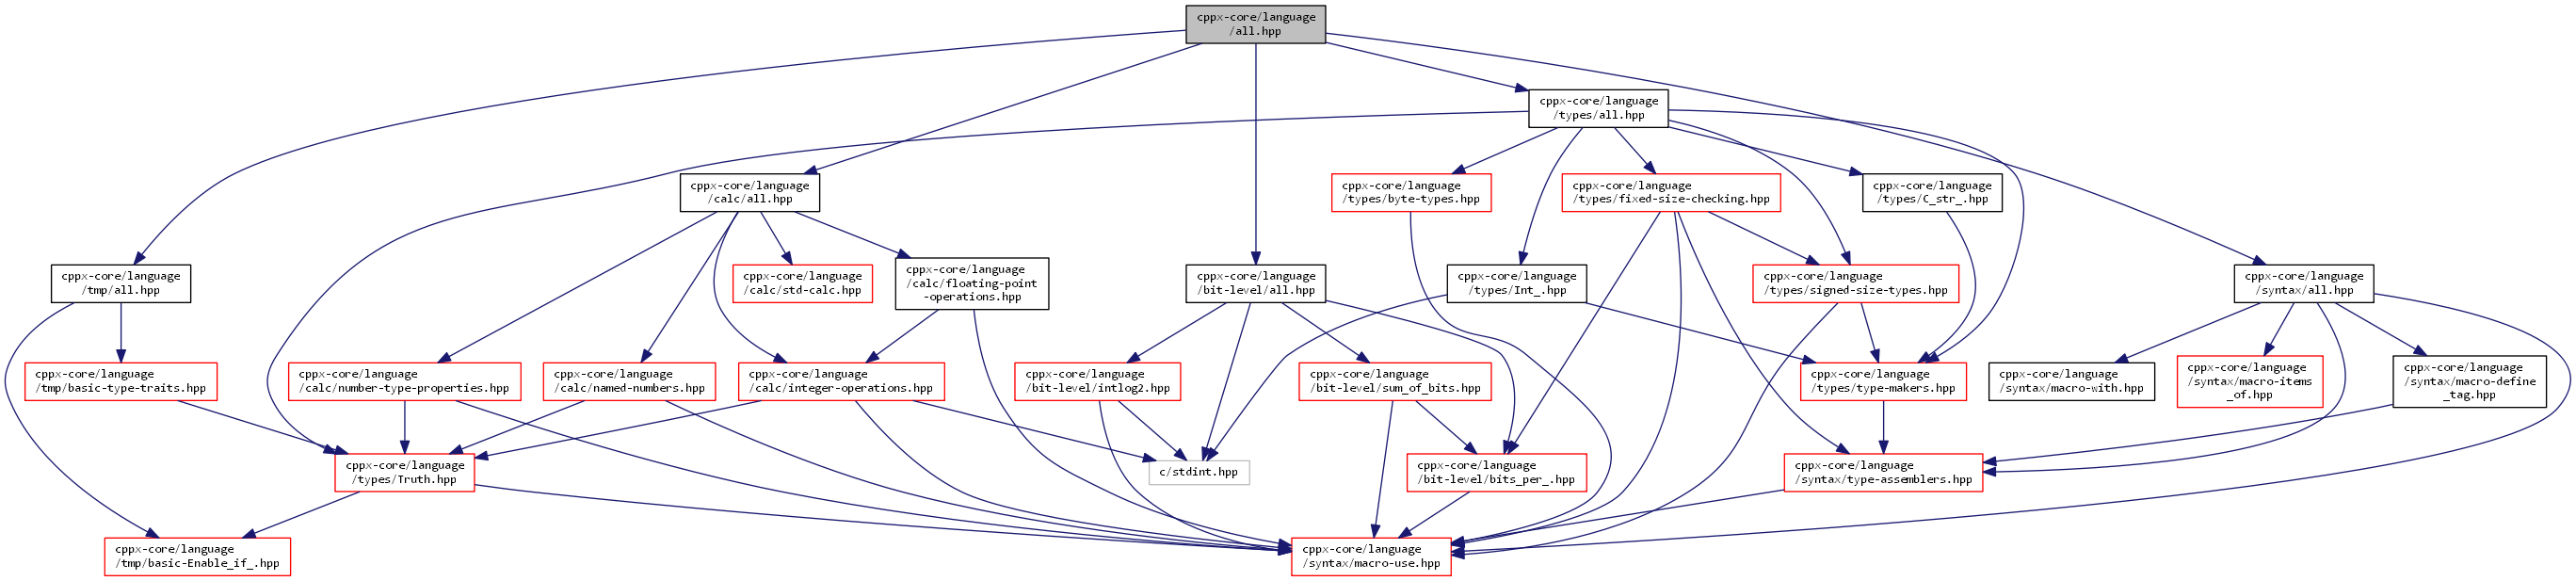 cppx-core/language
/all.hpp
cppx-core/language
/types/all.hpp
cppx-core/language
/calc/all.hpp
cppx-core/language
/types/byte-types.hpp
cppx-core/language
/types/fixed-size-checking.hpp
cppx-core/language
/types/C_str_.hpp
cppx-core/language
/tmp/all.hpp
cppx-core/language
/calc/std-calc.hpp
cppx-core/language
/calc/floating-point
-operations.hpp
cppx-core/language
/bit-level/all.hpp
cppx-core/language
/types/Int_.hpp
cppx-core/language
/types/signed-size-types.hpp
cppx-core/language
/syntax/all.hpp
cppx-core/language
/tmp/basic-type-traits.hpp
cppx-core/language
/calc/number-type-properties.hpp
cppx-core/language
/calc/named-numbers.hpp
cppx-core/language
/calc/integer-operations.hpp
cppx-core/language
/bit-level/intlog2.hpp
cppx-core/language
/bit-level/sum_of_bits.hpp
cppx-core/language
/types/type-makers.hpp
cppx-core/language
/syntax/macro-with.hpp
cppx-core/language
/syntax/macro-items
_of.hpp
cppx-core/language
/syntax/macro-define
_tag.hpp
cppx-core/language
/types/Truth.hpp
c/stdint.hpp
cppx-core/language
/bit-level/bits_per_.hpp
cppx-core/language
/syntax/type-assemblers.hpp
cppx-core/language
/tmp/basic-Enable_if_.hpp
cppx-core/language
/syntax/macro-use.hpp